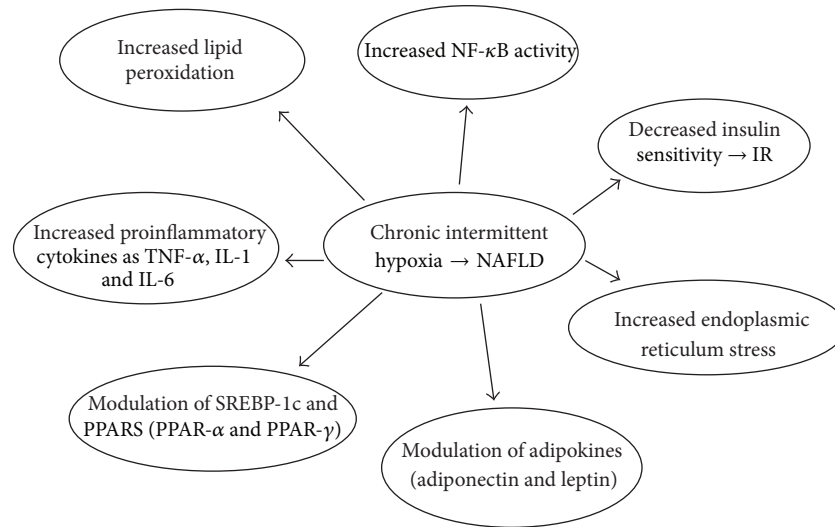 Increased lipid
peroxidation
Increased NF-κB activity
Decreased insulin
sensitivity → IR
Increased proinflammatory
cytokines as TNF-α, IL-1
and IL-6
Chronic intermittent
hypoxia → NAFLD
Increased endoplasmic
reticulum stress
Modulation of SREBP-1c and
PPARS (PPAR-α and PPAR-γ)
Modulation of adipokines
(adiponectin and leptin)